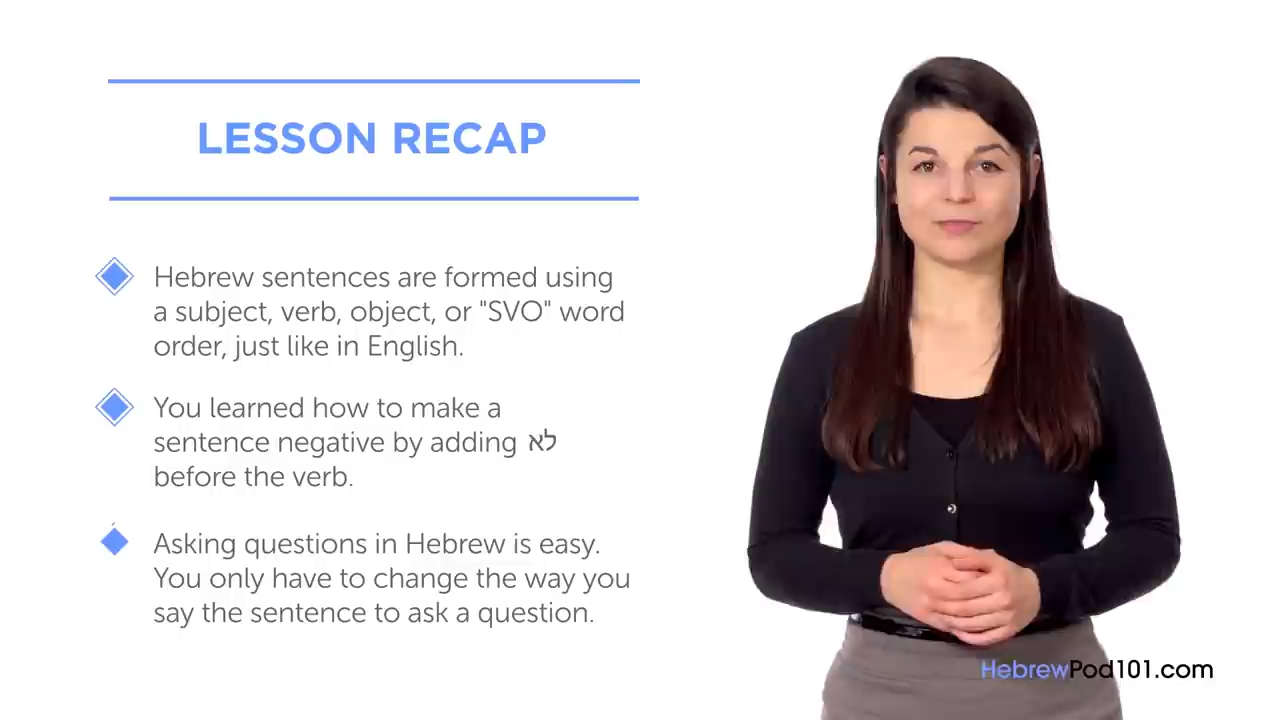 LESSON RECAP
Hebrew sentences are formed using
a subject, verb, object, or "SVO" word
order, just like in English.
You learned how to make a
sentence negative by adding לא
before the verb.
Asking questions in Hebrew is easy.
You only have to change the way you
say the sentence to ask a question.
HebrewPod101.com